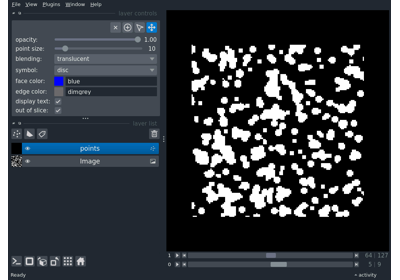 File View Plugins Window Help
layer controls
opacity: 1.00
point size: 10
blending: translucent
symbol: disc
face color: blue
edge color: dimgrey
display text:
out of slice:
layer list
points
Image
1 64 127
0 5 9
Ready
activity